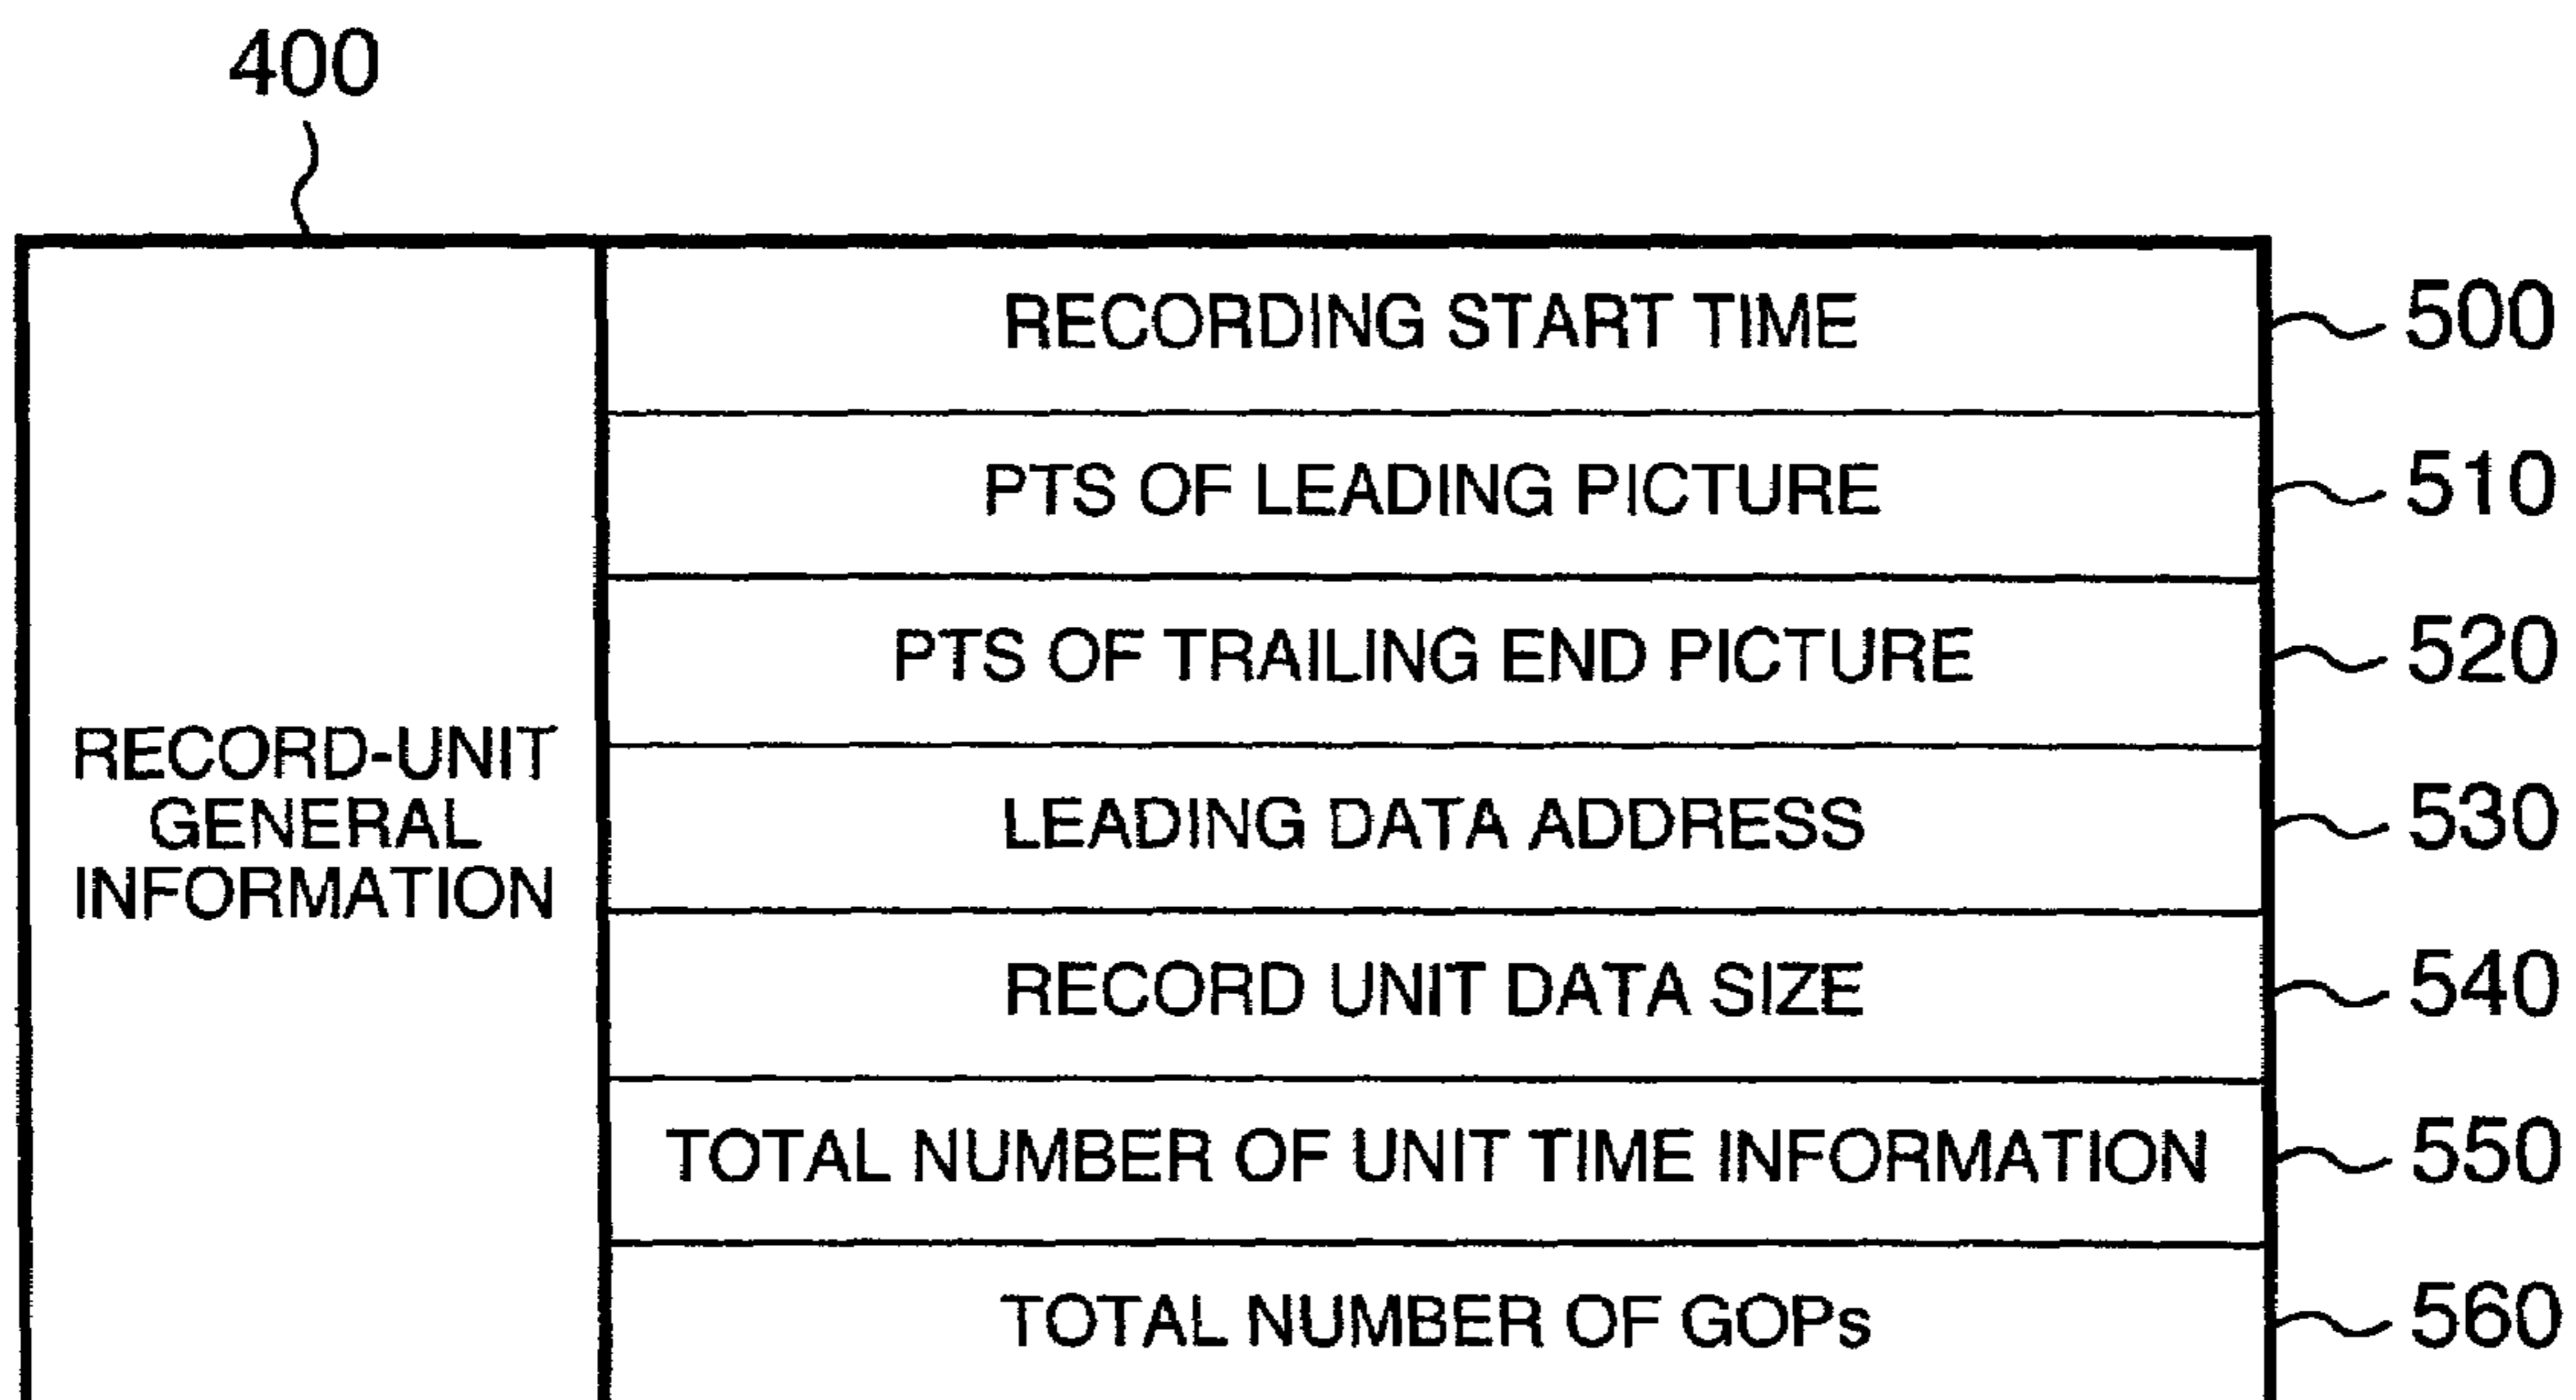 400
RECORD-UNIT
GENERAL
INFORMATION
RECORDING START TIME 500
PTS OF LEADING PICTURE 510
PTS OF TRAILING END PICTURE 520
LEADING DATA ADDRESS 530
RECORD UNIT DATA SIZE 540
TOTAL NUMBER OF UNIT TIME INFORMATION 550
TOTAL NUMBER OF GOPs 560